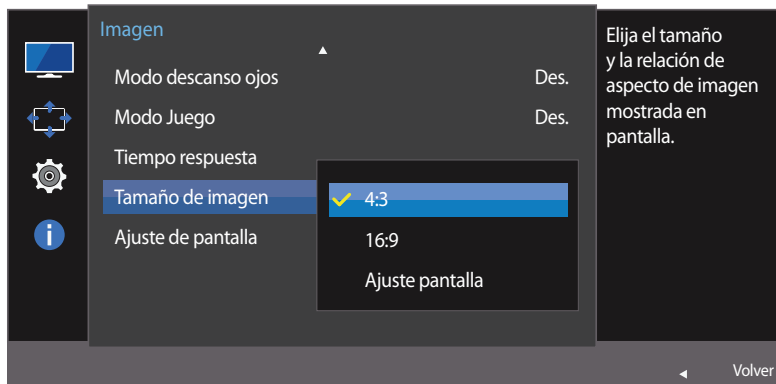 Imagen
Modo descanso ojos Des.
Modo Juego Des.
Tiempo respuesta
Tamaño de imagen
Ajuste de pantalla
4:3
16:9
Ajuste pantalla
Elija el tamaño
y la relación de
aspecto de imagen
mostrada en
pantalla.
Volver